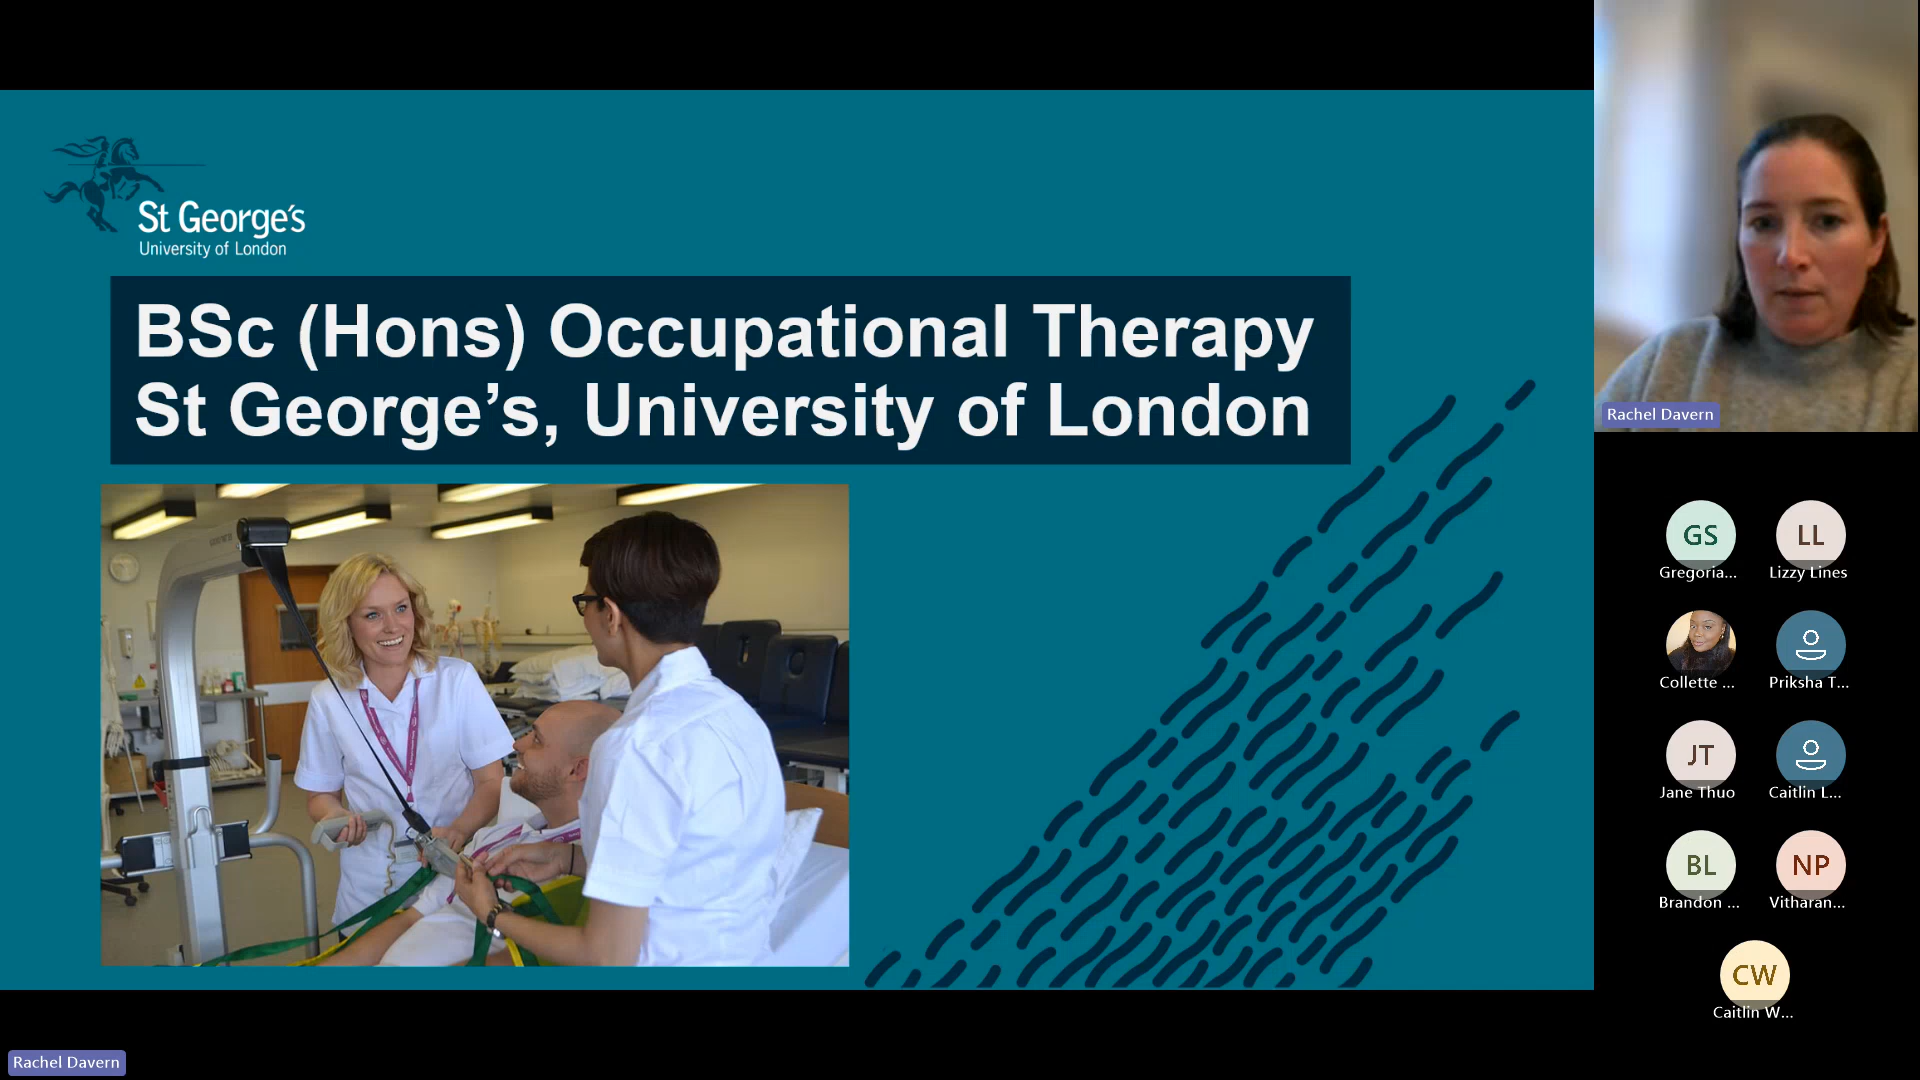 St George's
University of London
BSc (Hons) Occupational Therapy
St George’s, University of London
Rachel Davern
GS
Gregoria...
LL
Lizzy Lines
Collette ...
Priksha T...
JT
Jane Thuo
Caitlin L...
BL
Brandon ...
NP
Vitharan...
CW
Caitlin W...
Rachel Davern